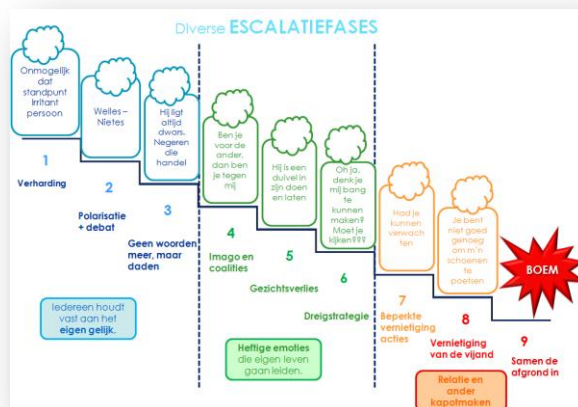 Diverse ESCALATIEFASES
Onmogelijk
dat
standpunt
Irritant
persoon
Welles –
Nietes
Hij ligt
altijd
dwars.
Negeren
die
handel
Ben je
voor de
ander,
dan ben
je tegen
mij
Hij is een
duivel in
zijn doen
en laten
Oh ja,
denk je
mij bang
te
kunnen
maken?
Moet je
kijken???
Had je
kunnen
verwach
ten
Je bent
niet goed
genoeg
om m'n
schoenen
te
poetsen
BOEM
1
Verharding
2
Polarisatie
+ debat
3
Geen woorden
meer, maar
daden
4
Imago en
coalities
5
Gezichtsverlies
6
Dreigstrategie
7
Beperkte
vernietiging
acties
8
Vernietiging
van de vijand
9
Samen de
afgrond in
Iedereen houdt
vast aan het
eigen gelijk.
Heftige emoties
die eigen leven
gaan leiden.
Relatie en
ander
kapotmaken